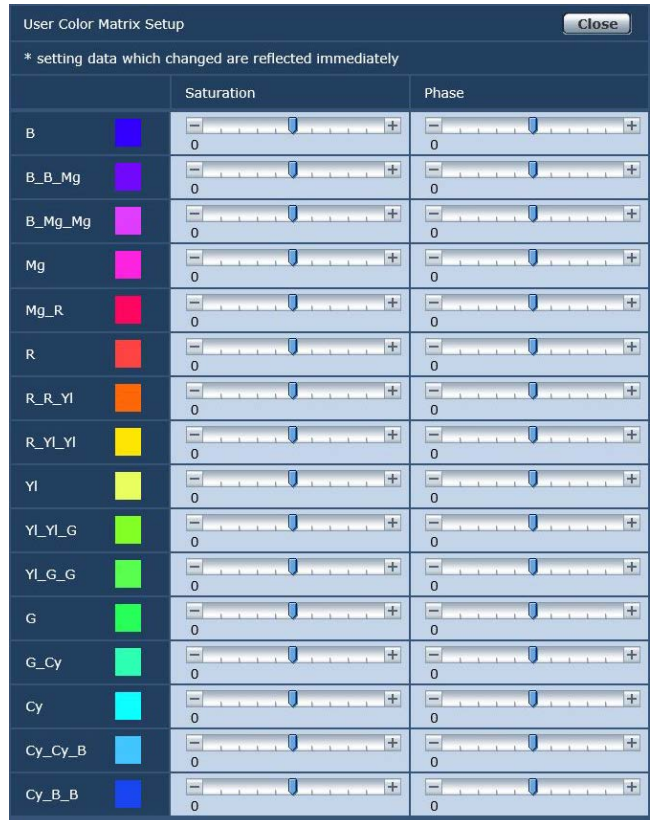 User Color Matrix Setup Close
* setting data which changed are reflected immediately
Saturation Phase
B - + - +
0 0
B_B_Mg - + - +
0 0
B_Mg_Mg - + - +
0 0
Mg - + - +
0 0
Mg_R - + - +
0 0
R - + - +
0 0
R_R_Yl - + - +
0 0
R_Yl_Yl - + - +
0 0
Yl - + - +
0 0
Yl_Yl_G - + - +
0 0
Yl_G_G - + - +
0 0
G - + - +
0 0
G_Cy - + - +
0 0
Cy - + - +
0 0
Cy_Cy_B - + - +
0 0
Cy_B_B - + - +
0 0